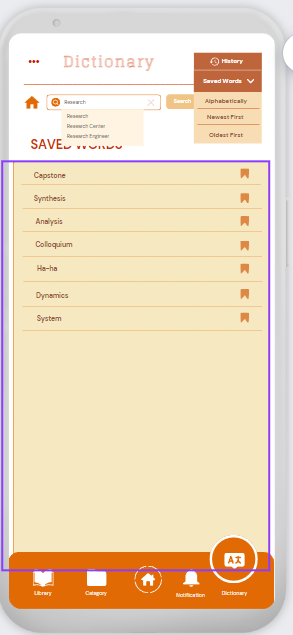 Dictionary
History
Saved Words
Research
Search
Alphabetically
Newest First
Oldest First
Research
Research Center
Research Engineer
SAVED WORDS
Capstone
Synthesis
Analysis
Colloquium
Ha-ha
Dynamics
System
Library
Category
Notification
Dictionary